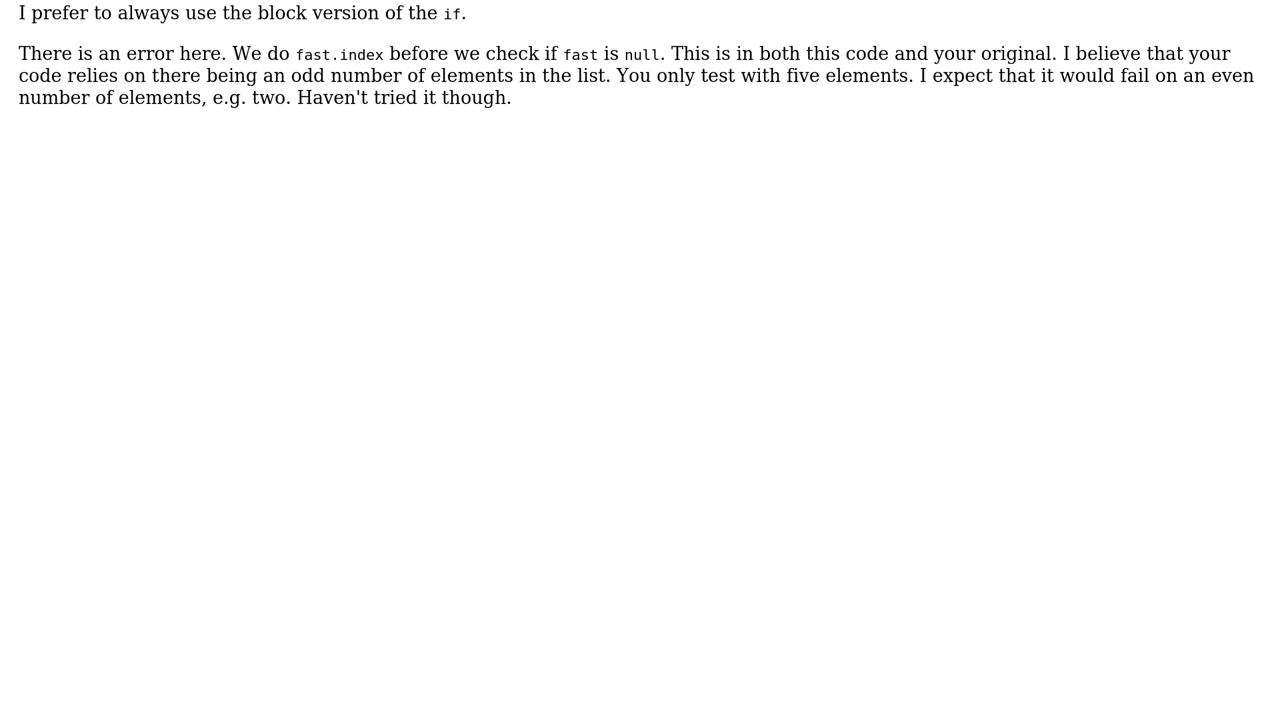 I prefer to always use the block version of the if.
There is an error here. We do fast.index before we check if fast is null. This is in both this code and your original. I believe that your
code relies on there being an odd number of elements in the list. You only test with five elements. I expect that it would fail on an even
number of elements, e.g. two. Haven't tried it though.